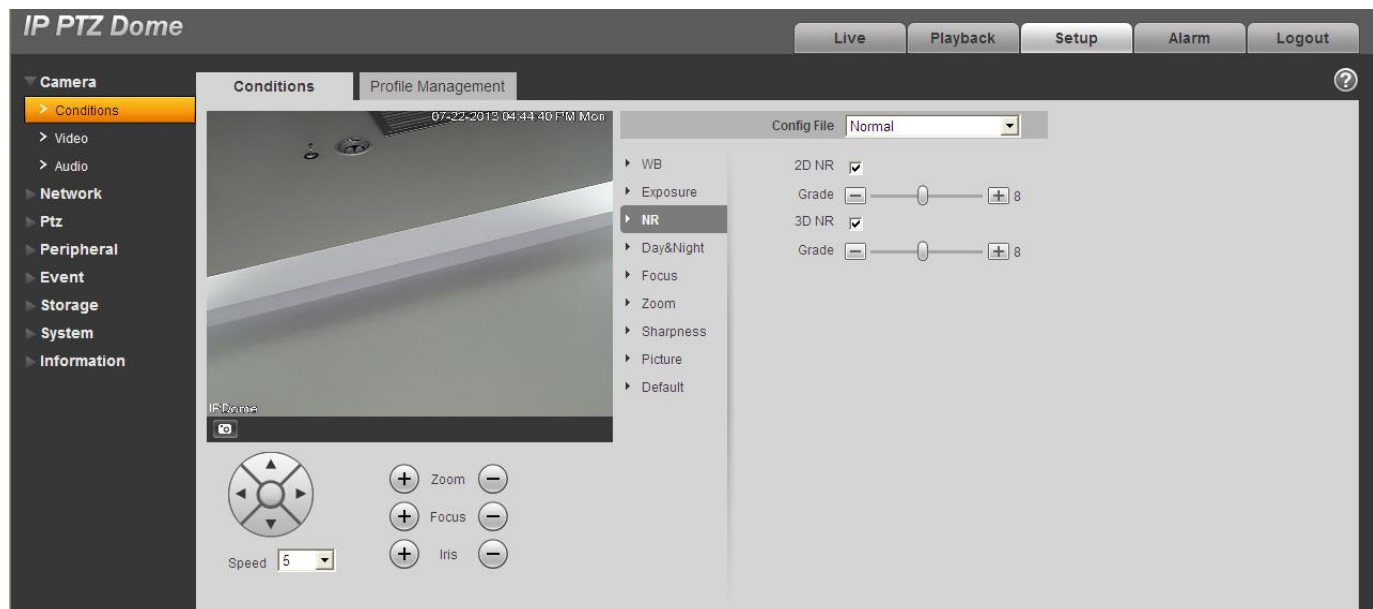 IP PTZ Dome
Live
Playback
Setup
Alarm
Logout
?
Camera
Conditions
Video
Audio
Network
Ptz
Peripheral
Event
Storage
System
Information
Conditions
Profile Management
07-22-2013 04:44:40 PM Mon
IP Dome
Speed 5
+ Zoom −
+ Focus −
+ Iris −
WB
Exposure
NR
Day&Night
Focus
Zoom
Sharpness
Picture
Default
Config File Normal
2D NR
Grade − + 8
3D NR
Grade − + 8